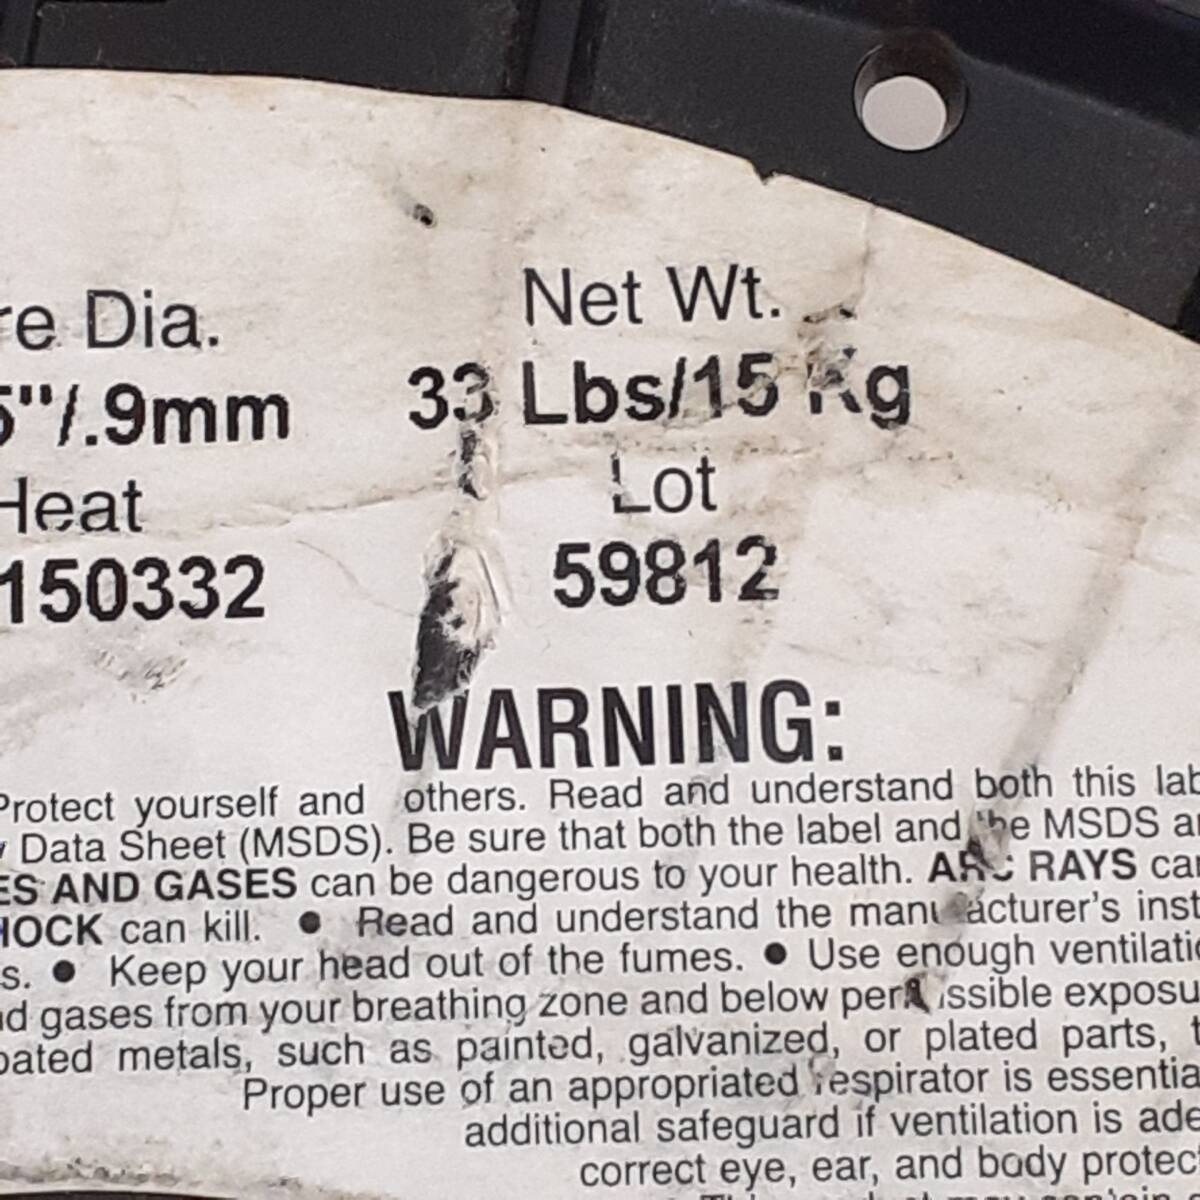 re Dia.
Net Wt.
5"/.9mm
33 Lbs/15 Kg
Heat
Lot
150332
59812
WARNING:
Protect yourself and others. Read and understand both this lab
Data Sheet (MSDS). Be sure that both the label and the MSDS a
ES AND GASES can be dangerous to your health. ARC RAYS can
HOCK can kill. ● Read and understand the manufacturer's inst
s. ● Keep your head out of the fumes. ● Use enough ventilatio
d gases from your breathing zone and below permissible exposu
oated metals, such as painted, galvanized, or plated parts, t
Proper use of an appropriated respirator is essentia
additional safeguard if ventilation is ade
correct eye, ear, and body protect